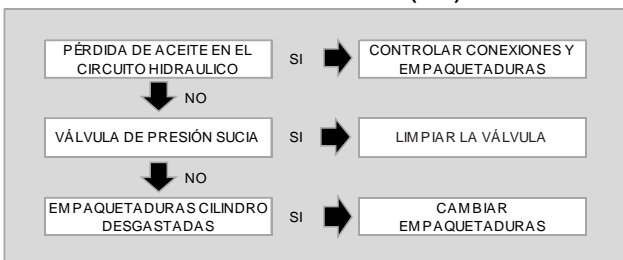 PÉRDIDA DE ACEITE EN EL
CIRCUITO HIDRAULICO
SI
CONTROLAR CONEXIONES Y
EMPAQUETADURAS
NO
VÁLVULA DE PRESIÓN SUCIA
SI
LIMPIAR LA VÁLVULA
NO
EMPAQUETADURAS CILINDRO
DESGASTADAS
SI
CAMBIAR
EMPAQUETADURAS